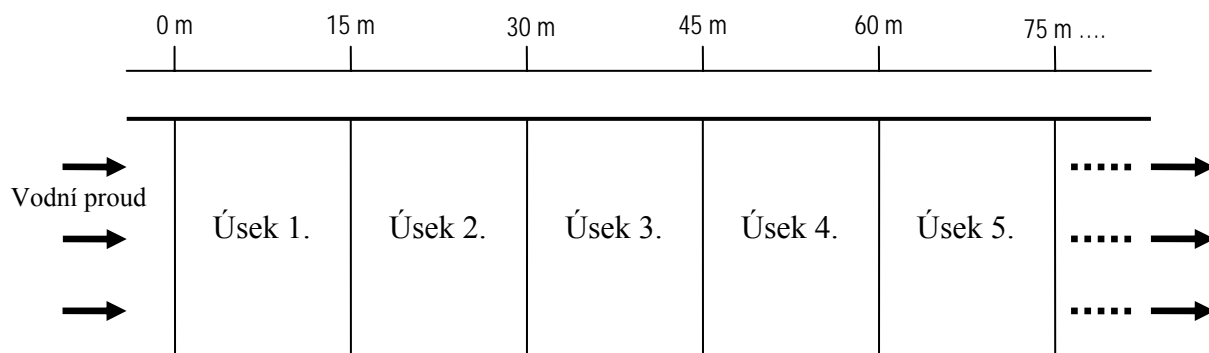 0 m 15 m 30 m 45 m 60 m 75 m ….
Vodní proud
Úsek 1. Úsek 2. Úsek 3. Úsek 4. Úsek 5.